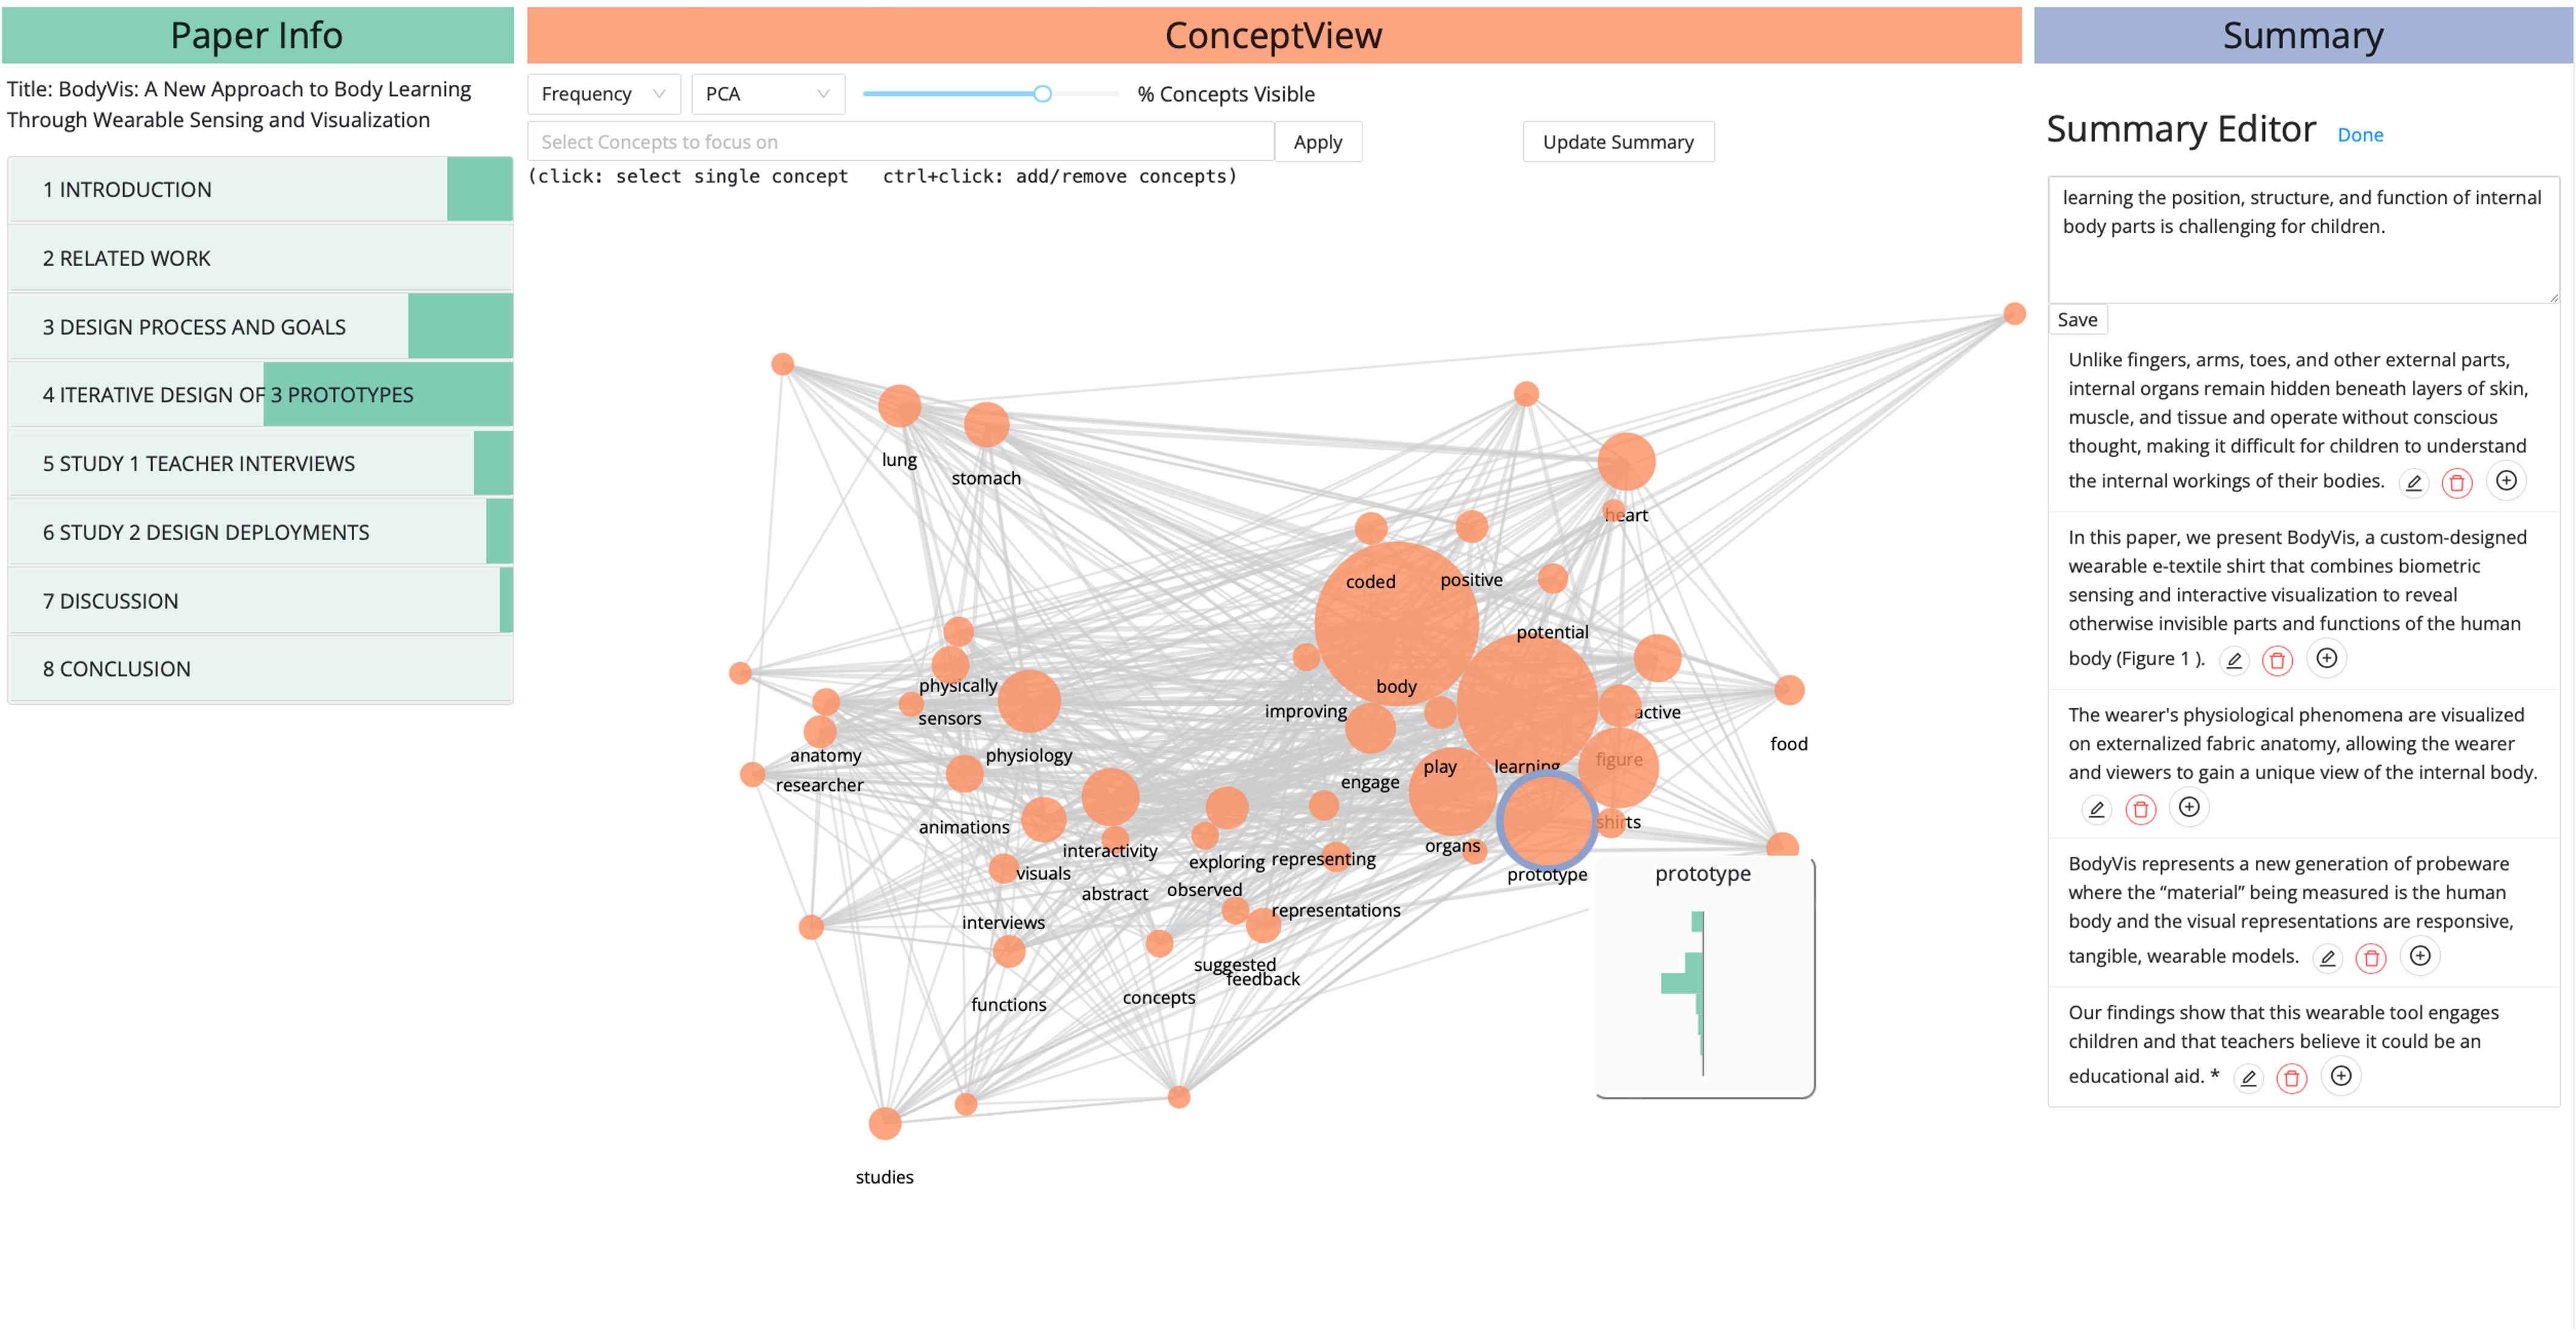 Paper Info
Title: BodyVis: A New Approach to Body Learning
Through Wearable Sensing and Visualization
1 INTRODUCTION
2 RELATED WORK
3 DESIGN PROCESS AND GOALS
4 ITERATIVE DESIGN OF 3 PROTOTYPES
5 STUDY 1 TEACHER INTERVIEWS
6 STUDY 2 DESIGN DEPLOYMENTS
7 DISCUSSION
8 CONCLUSION
ConceptView
Frequency PCA % Concepts Visible
Select Concepts to focus on Apply Update Summary
(click: select single concept ctrl+click: add/remove concepts)
lung
stomach
heart
coded
positive
potential
physically
body
improving
active
sensors
food
anatomy
physiology
figure
play
learning
engage
researcher
shirts
animations
organs
interactivity
representing
exploring
visuals
prototype
prototype
observed
abstract
representations
interviews
suggested
feedback
concepts
functions
studies
Summary
Summary Editor Done
learning the position, structure, and function of internal
body parts is challenging for children.
Save
Unlike fingers, arms, toes, and other external parts,
internal organs remain hidden beneath layers of skin,
muscle, and tissue and operate without conscious
thought, making it difficult for children to understand
the internal workings of their bodies.
In this paper, we present BodyVis, a custom-designed
wearable e-textile shirt that combines biometric
sensing and interactive visualization to reveal
otherwise invisible parts and functions of the human
body (Figure 1 ).
The wearer's physiological phenomena are visualized
on externalized fabric anatomy, allowing the wearer
and viewers to gain a unique view of the internal body.
BodyVis represents a new generation of probeware
where the “material” being measured is the human
body and the visual representations are responsive,
tangible, wearable models.
Our findings show that this wearable tool engages
children and that teachers believe it could be an
educational aid. *